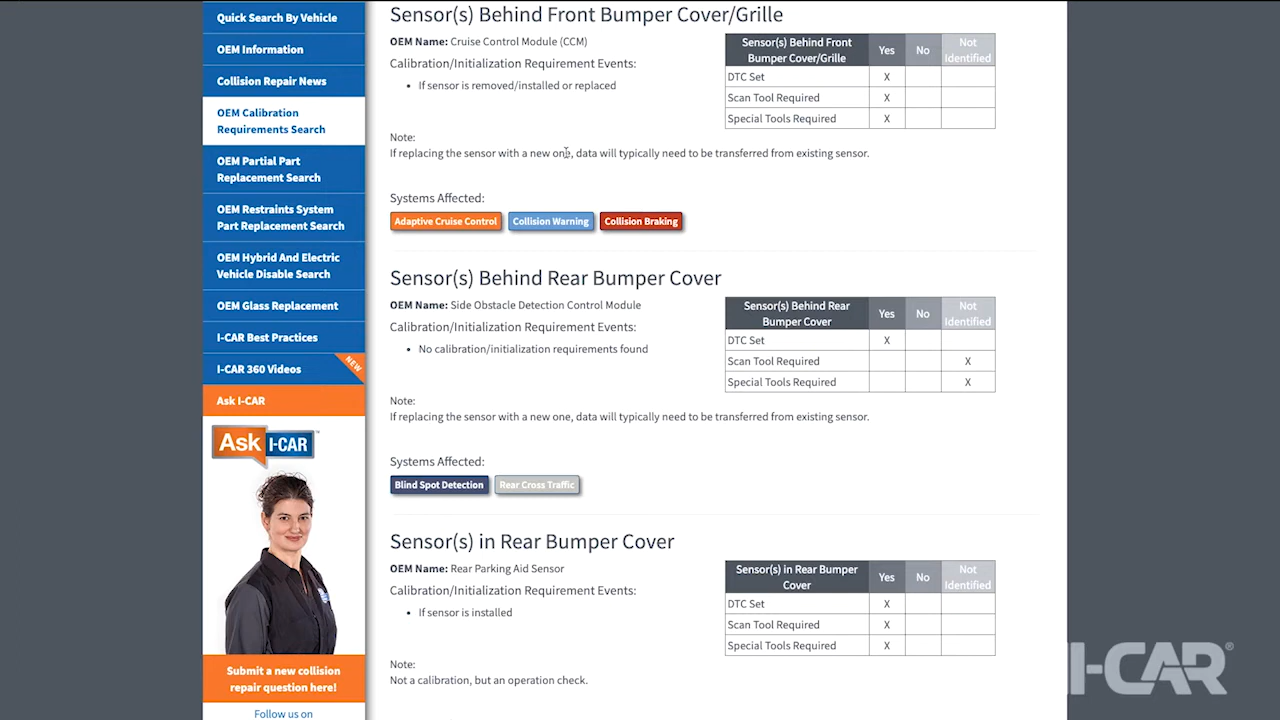 Quick Search By Vehicle
OEM Information
Collision Repair News
OEM Calibration
Requirements Search
OEM Partial Part
Replacement Search
OEM Restraints System
Part Replacement Search
OEM Hybrid And Electric
Vehicle Disable Search
OEM Glass Replacement
I-CAR Best Practices
I-CAR 360 Videos
NEW
Ask I-CAR
Ask I-CAR
Submit a new collision
repair question here!
Follow us on
Sensor(s) Behind Front Bumper Cover/Grille
OEM Name: Cruise Control Module (CCM)
Calibration/Initialization Requirement Events:
• If sensor is removed/installed or replaced
Sensor(s) Behind Front Bumper Cover/Grille Yes No Not Identified
DTC Set X
Scan Tool Required X
Special Tools Required X
Note:
If replacing the sensor with a new one, data will typically need to be transferred from existing sensor.
Systems Affected:
Adaptive Cruise Control Collision Warning Collision Braking
Sensor(s) Behind Rear Bumper Cover
OEM Name: Side Obstacle Detection Control Module
Calibration/Initialization Requirement Events:
• No calibration/initialization requirements found
Sensor(s) Behind Rear Bumper Cover Yes No Not Identified
DTC Set X
Scan Tool Required X
Special Tools Required X
Note:
If replacing the sensor with a new one, data will typically need to be transferred from existing sensor.
Systems Affected:
Blind Spot Detection Rear Cross Traffic
Sensor(s) in Rear Bumper Cover
OEM Name: Rear Parking Aid Sensor
Calibration/Initialization Requirement Events:
• If sensor is installed
Sensor(s) in Rear Bumper Cover Yes No Not Identified
DTC Set X
Scan Tool Required X
Special Tools Required X
Note:
Not a calibration, but an operation check.
I-CAR®